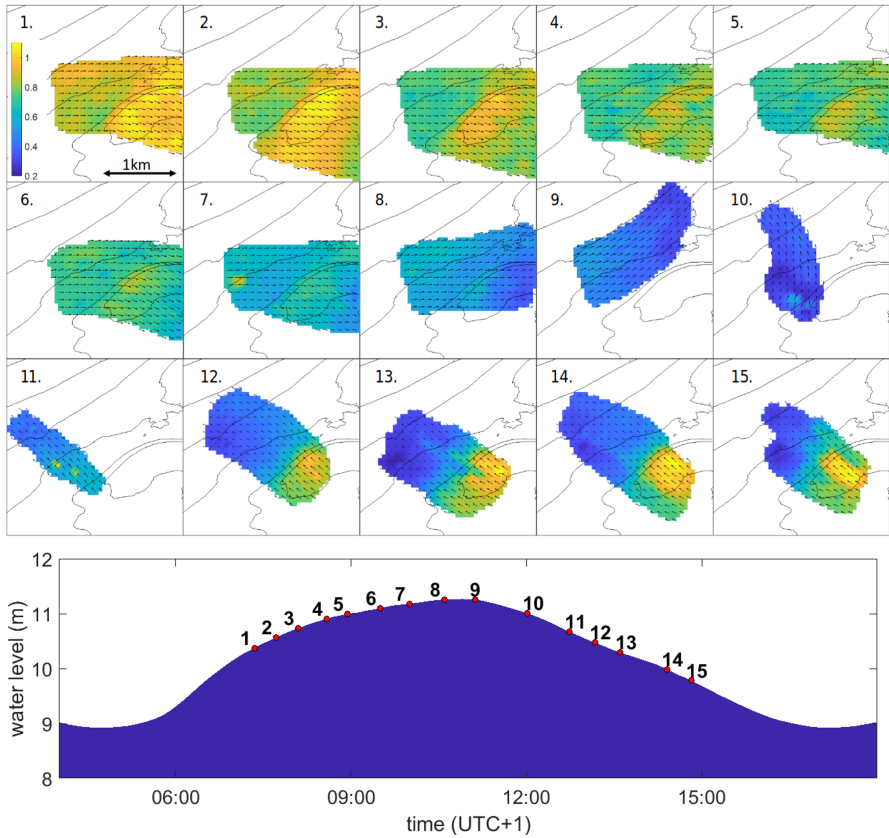 1. 2. 3. 4. 5.
1
0.8
0.6
0.4
0.2
1km
6. 7. 8. 9. 10.
11. 12. 13. 14. 15.
12
11
10
9
8
water level (m)
1 2 3 4 5 6 7 8 9 10 11 12 13 14 15
06:00 09:00 12:00 15:00
time (UTC+1)